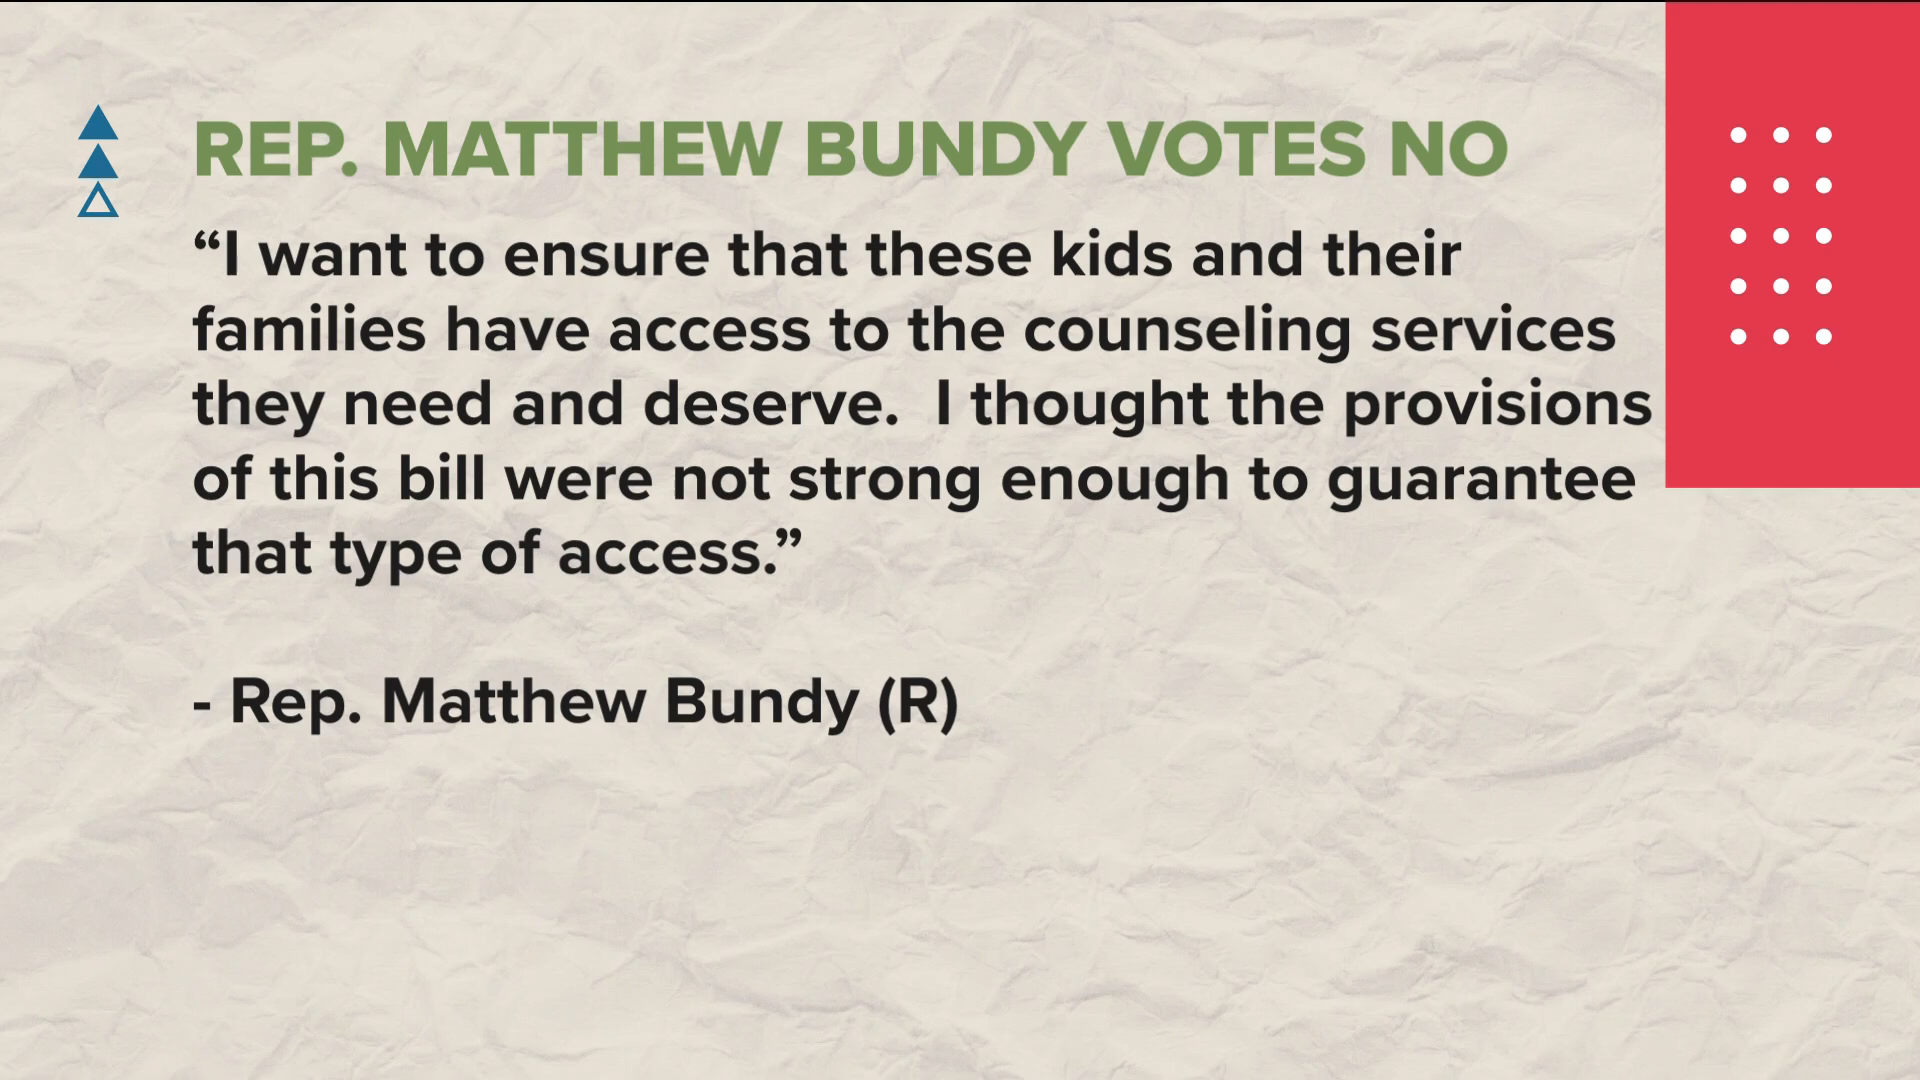 REP. MATTHEW BUNDY VOTES NO
“I want to ensure that these kids and their
families have access to the counseling services
they need and deserve.  I thought the provisions
of this bill were not strong enough to guarantee
that type of access.”
- Rep. Matthew Bundy (R)